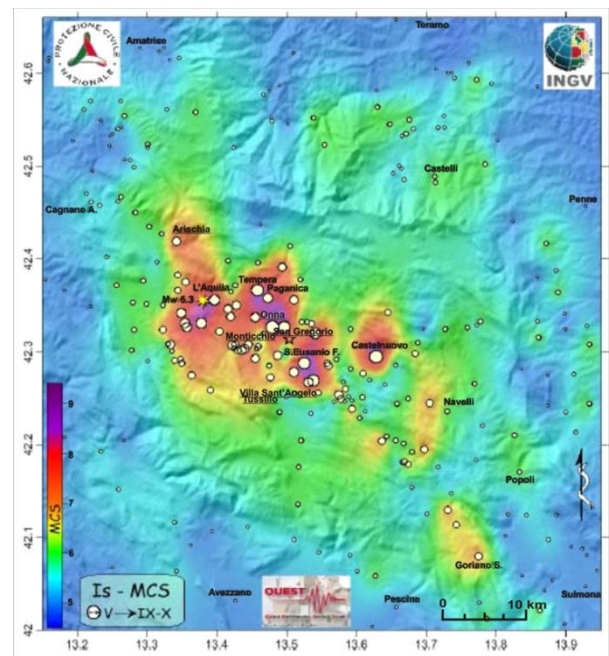 PROTEZIONE CIVILE
NAZIONALE
INGV
Teramo
Amatrise
42.6
42.5
Castelli
Cagnane A.
Penne
Arischia
42.4
L'Aquila
Tempera
Mw 6.3
Paganica
Onna
San Gregorio
Monticchio
Castelnuovo
42.3
S.Eusanio F.
Villa Sant'Angelo
Tussillo
Navelli
42.2
9
8
7
6
5
MCS
Popoli
42.1
Goriano S.
Is - MCS
V → IX-X
Avezzano
QUEST
Pescine
Sulmona
0
10 km
42
13.2
13.3
13.4
13.5
13.6
13.7
13.8
13.9